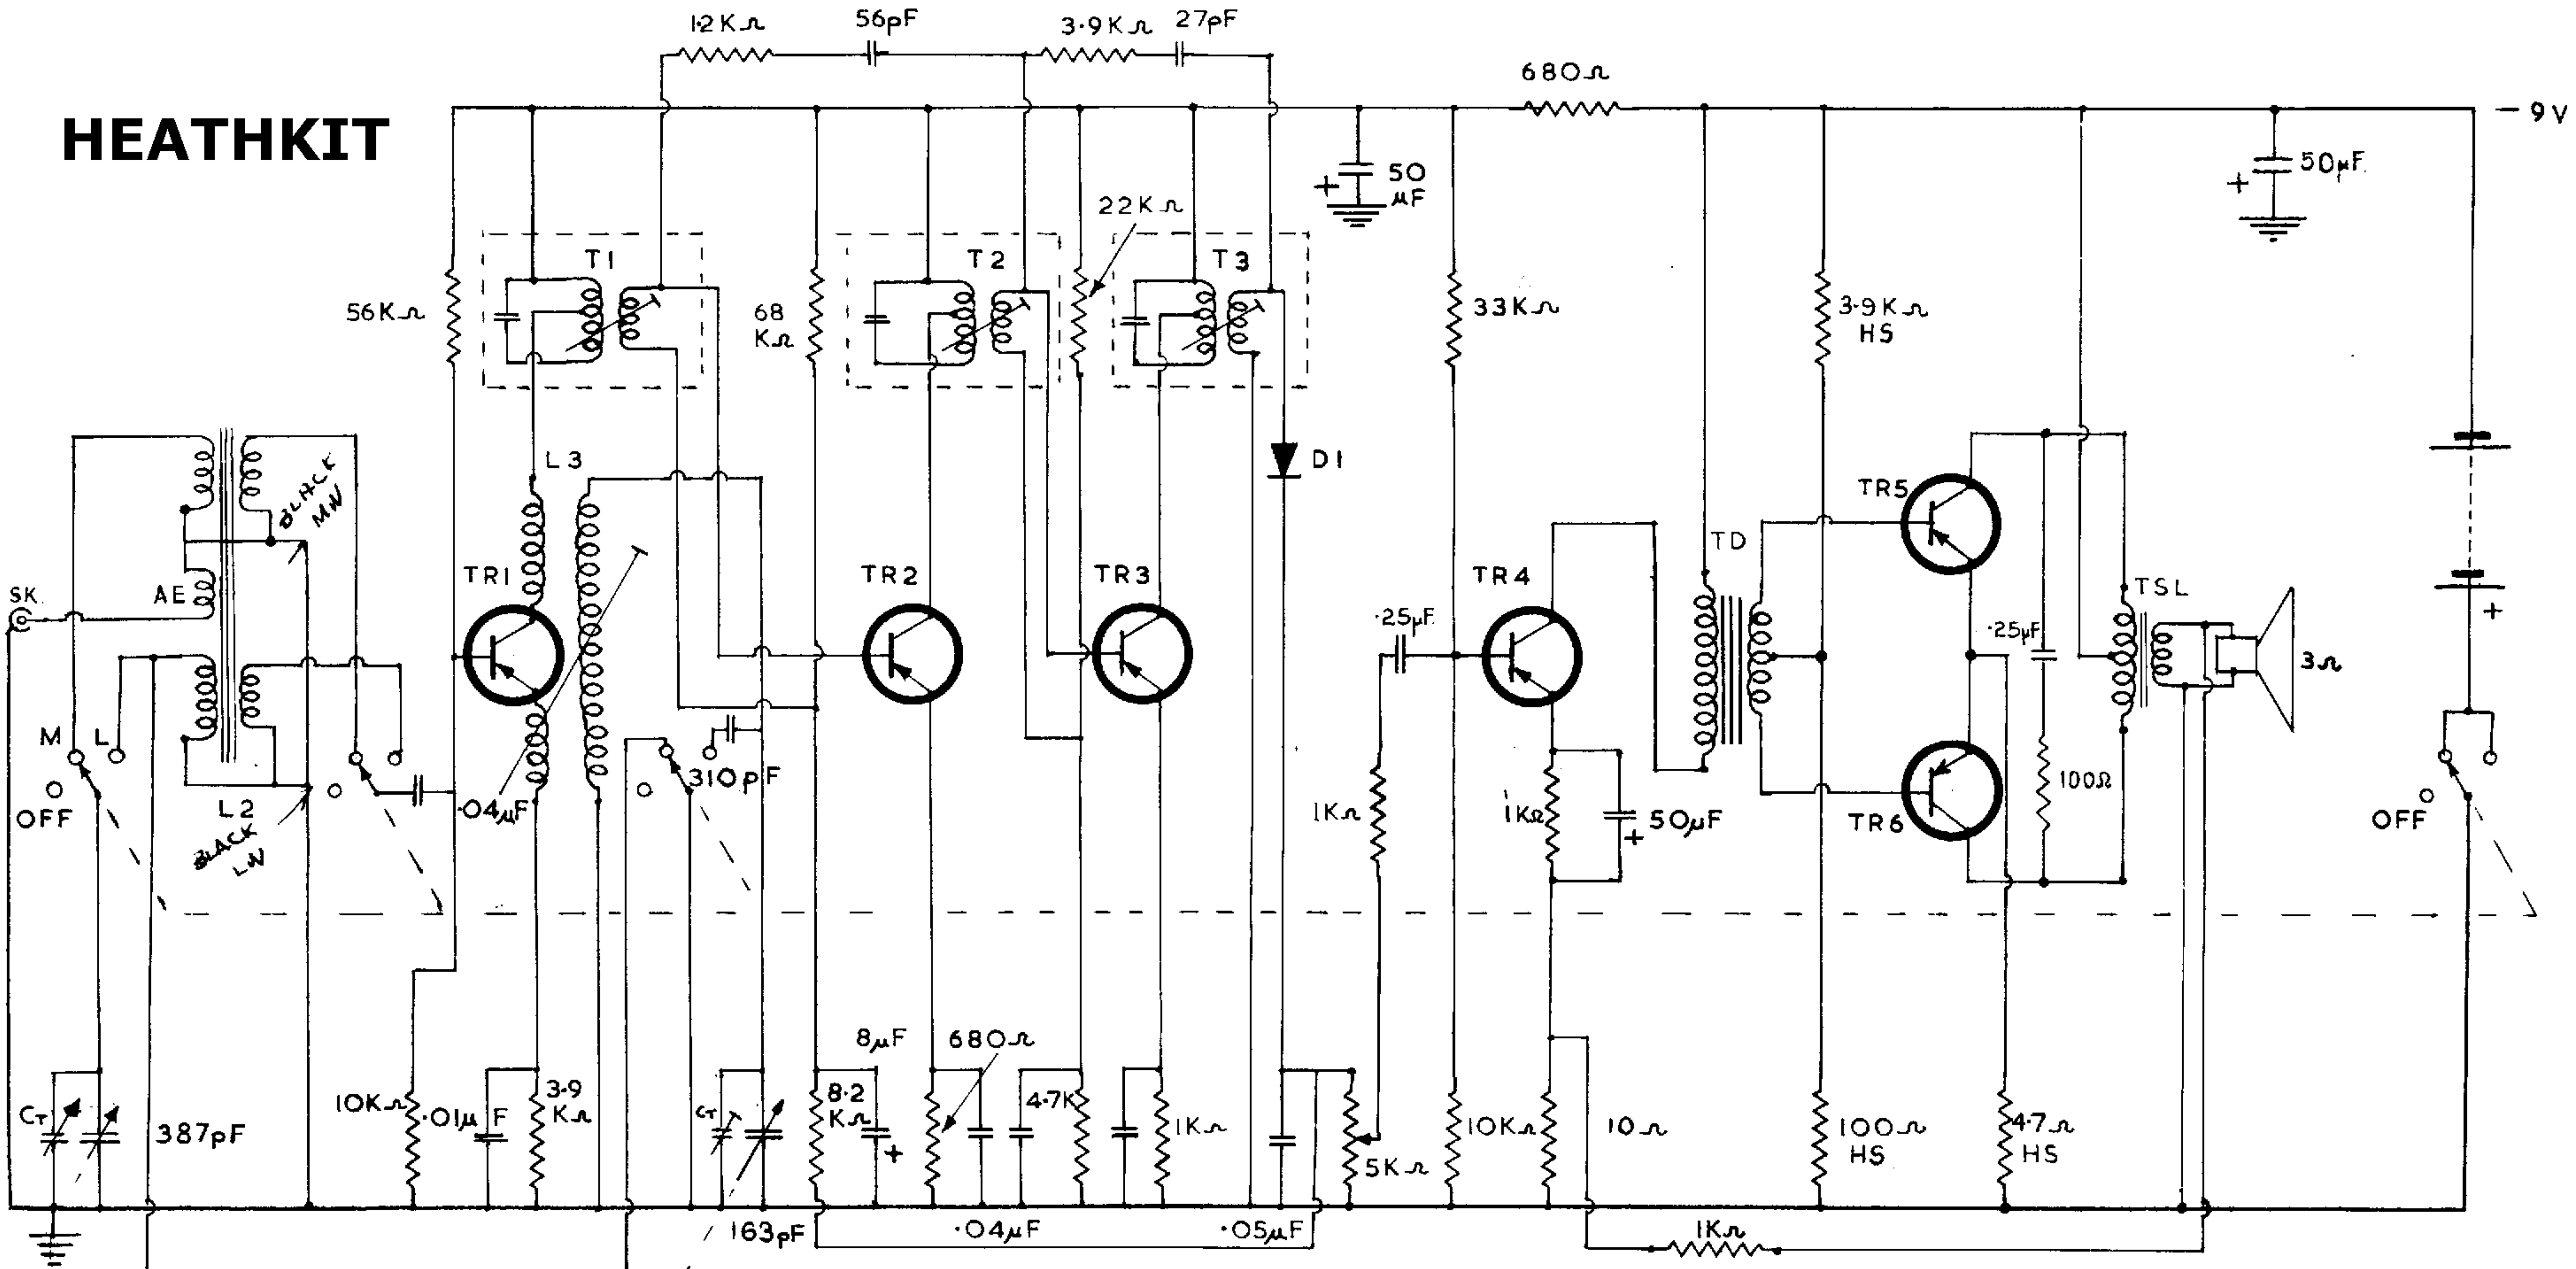 1·2KΩ
56pF
3·9KΩ
27pF
680Ω
HEATHKIT
- 9V
50
μF
+
50μF
+
22KΩ
T1
T2
T3
56KΩ
68
KΩ
33KΩ
3·9KΩ
HS
L3
D1
BLACK
MW
TR1
TR2
TR3
TR4
TD
TR5
TSL
SK.
AE
·25μF
·25μF
3Ω
+
M
L
OFF
L2
BLACK
LW
·04μF
310pF
1KΩ
1KΩ
50μF
+
TR6
100Ω
OFF
CT
387pF
10KΩ
·01μF
3·9
KΩ
CT
163pF
8·2
KΩ
8μF
+
680Ω
4·7K
1KΩ
·04μF
·05μF
5KΩ
10KΩ
10Ω
100Ω
HS
4·7Ω
HS
1KΩ